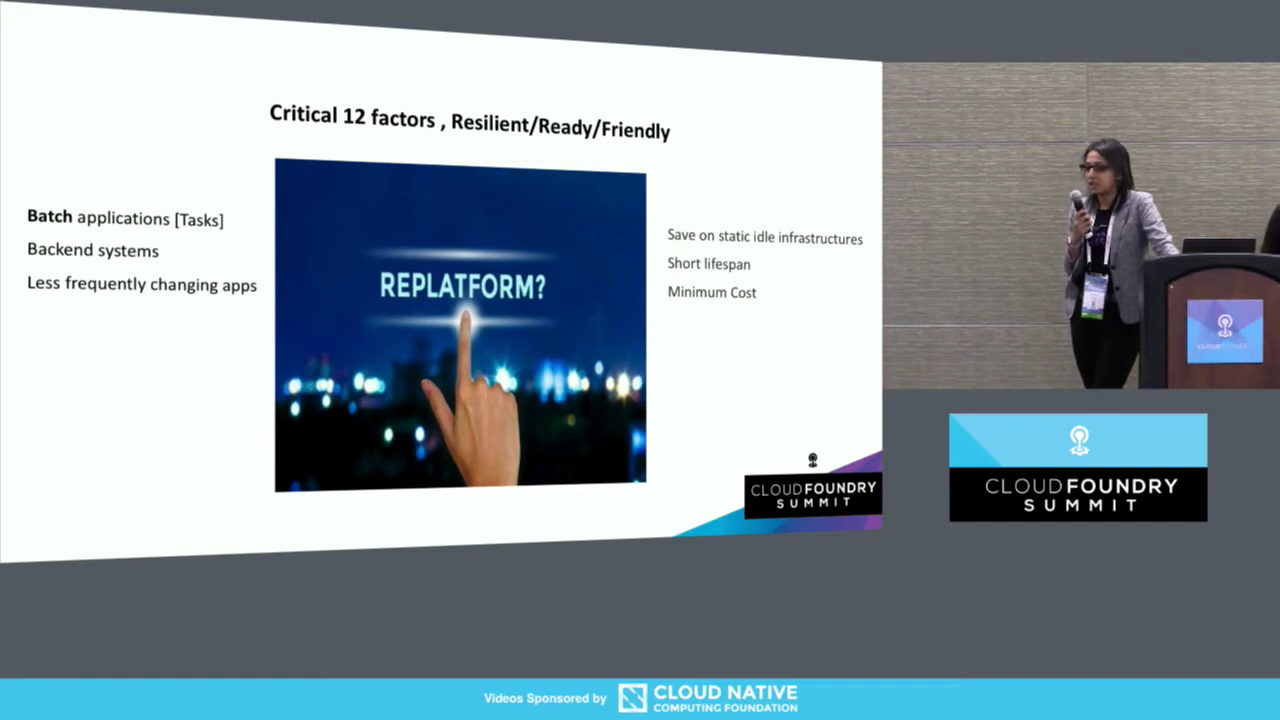 Critical 12 factors , Resilient/Ready/Friendly
Batch applications [Tasks]
Backend systems
Less frequently changing apps
REPLATFORM?
Save on static idle infrastructures
Short lifespan
Minimum Cost
CLOUDFOUNDRY
SUMMIT
CLOUDFOUNDRY
SUMMIT
Videos Sponsored by
CLOUD NATIVE
COMPUTING FOUNDATION